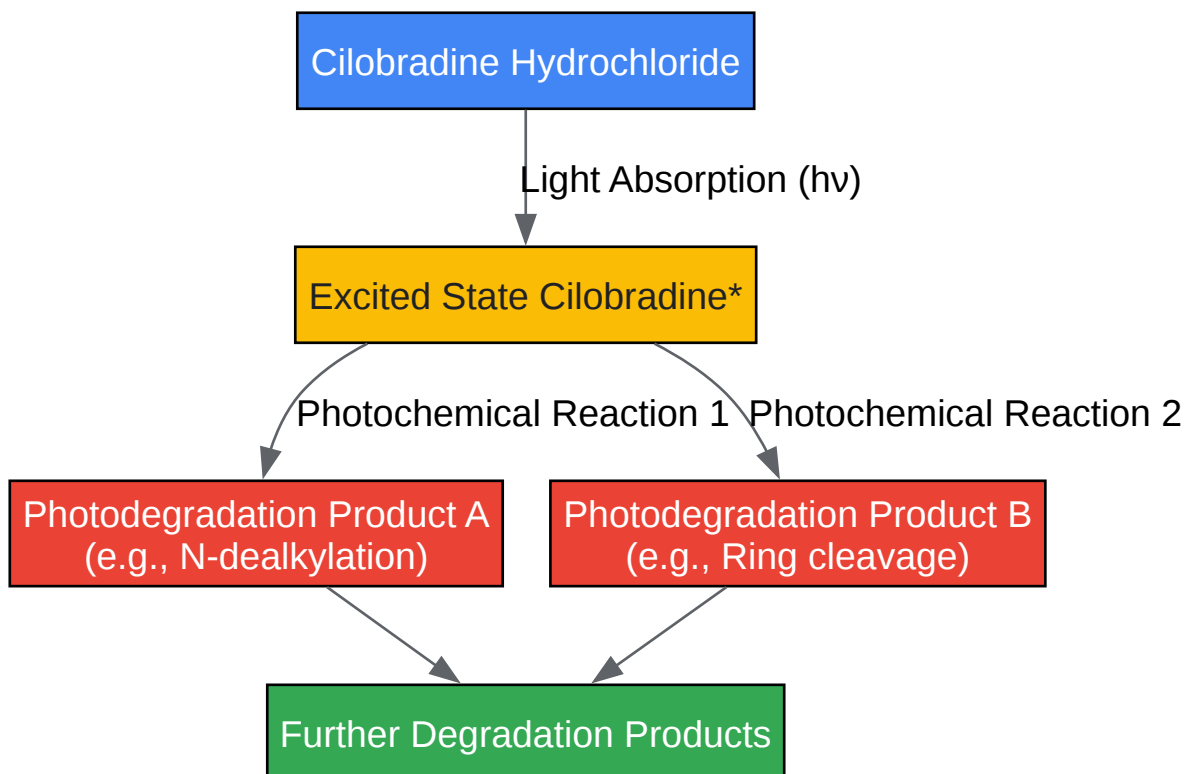 Cilobradine Hydrochloride
Light Absorption (hν)
Excited State Cilobradine*
Photochemical Reaction 1
Photochemical Reaction 2
Photodegradation Product A
(e.g., N-dealkylation)
Photodegradation Product B
(e.g., Ring cleavage)
Further Degradation Products